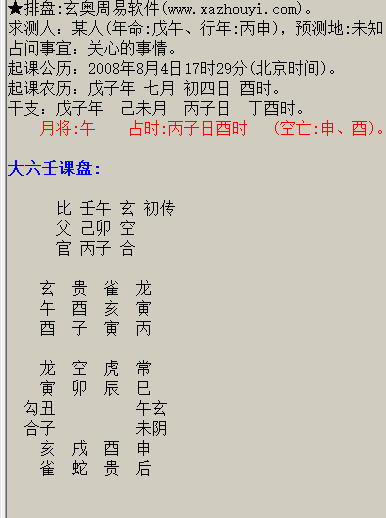 ★排盘:玄奥周易软件(www.xazhouyi.com)。
求测人: 某人(年命:戊午、行年:丙申), 预测地:未知
占问事宜: 关心的事情。
起课公历: 2008年8月4日17时29分(北京时间)。
起课农历: 戊子年 七月 初四日 酉时。
干支: 戊子年 己未月 丙子日 丁酉时。
月将:午 占时:丙子日酉时 (空亡:申、酉)。
大六壬课盘:
比 壬午 玄 初传
父 己卯 空
官 丙子 合
玄 贵 雀 龙
午 酉 亥 寅
酉 子 寅 丙
龙 空 虎 常
寅 卯 辰 巳
勾丑 午玄
合子 未阴
亥 戌 酉 申
雀 蛇 贵 后